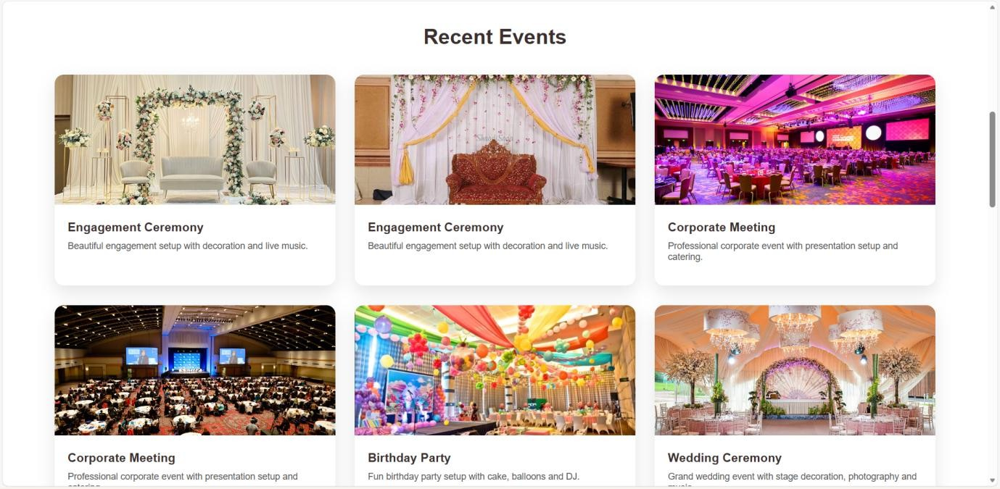 Recent Events
Engagement Ceremony
Beautiful engagement setup with decoration and live music.
Engagement Ceremony
Beautiful engagement setup with decoration and live music.
Corporate Meeting
Professional corporate event with presentation setup and
catering.
Corporate Meeting
Professional corporate event with presentation setup and
catering.
Birthday Party
Fun birthday party setup with cake, balloons and DJ.
Wedding Ceremony
Grand wedding event with stage decoration, photography and
music.